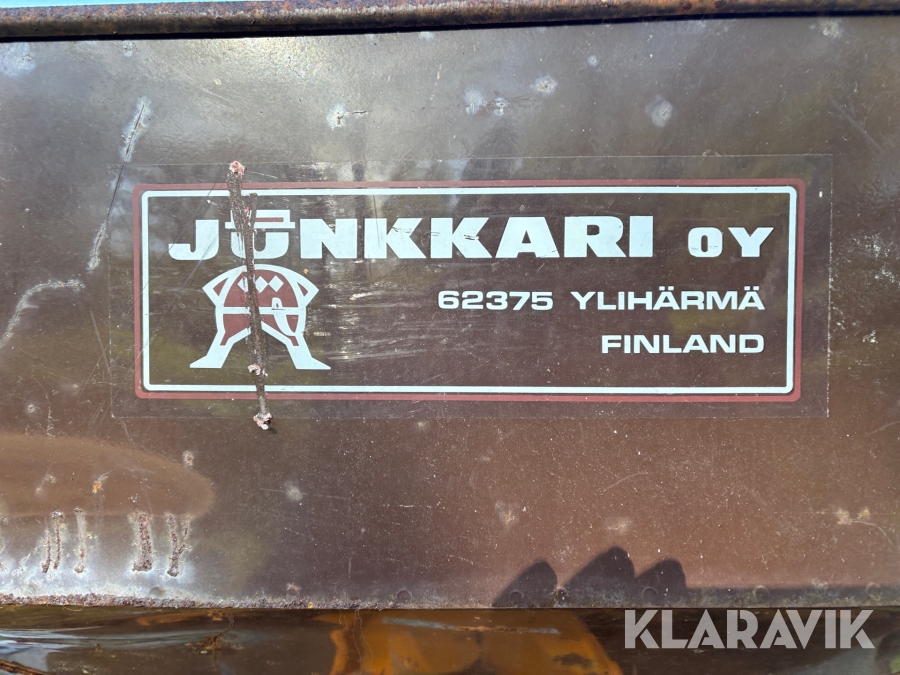 JUNKKARI OY
62375 YLIHÄRMÄ
FINLAND
KLARAVIK